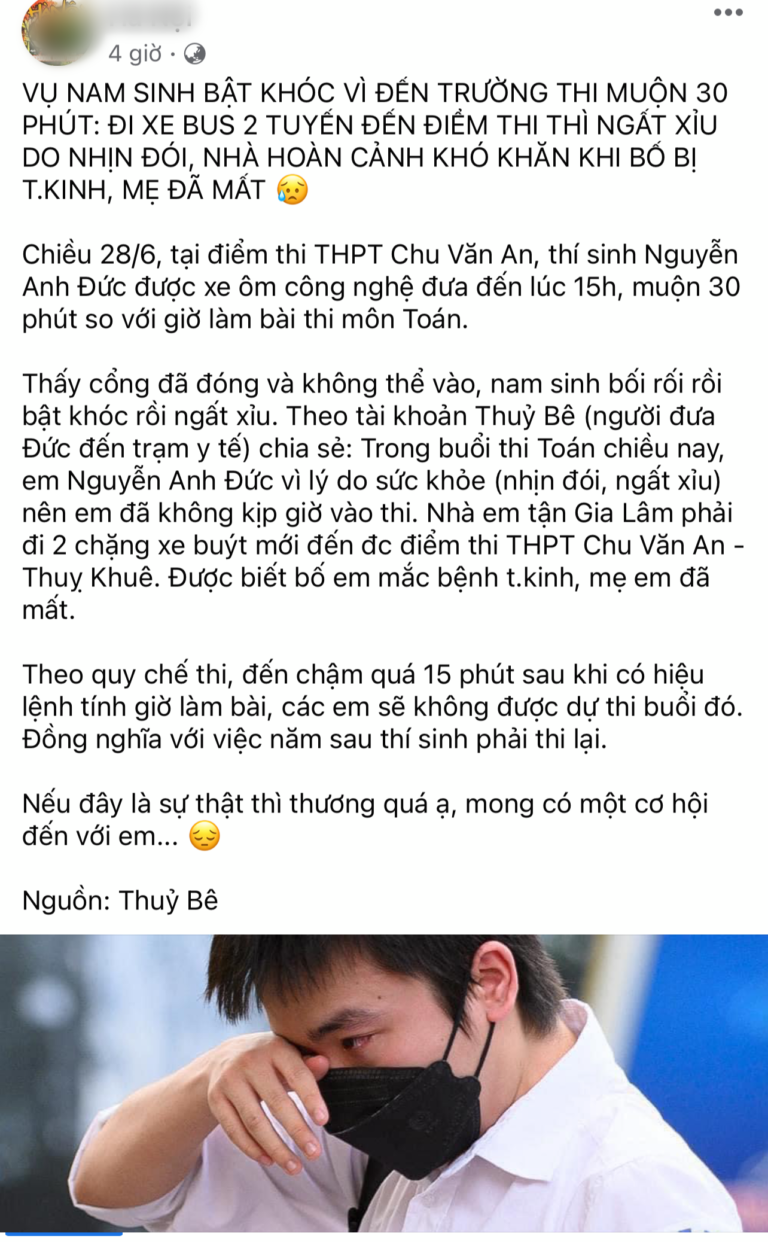 4 giờ ·
VỤ NAM SINH BẬT KHÓC VÌ ĐẾN TRƯỜNG THI MUỘN 30
PHÚT: ĐI XE BUS 2 TUYẾN ĐẾN ĐIỂM THI THÌ NGẤT XỈU
DO NHỊN ĐÓI, NHÀ HOÀN CẢNH KHÓ KHĂN KHI BỐ BỊ
T.KINH, MẸ ĐÃ MẤT 😥
Chiều 28/6, tại điểm thi THPT Chu Văn An, thí sinh Nguyễn
Anh Đức được xe ôm công nghệ đưa đến lúc 15h, muộn 30
phút so với giờ làm bài thi môn Toán.
Thấy cổng đã đóng và không thể vào, nam sinh bối rối rồi
bật khóc rồi ngất xỉu. Theo tài khoản Thuỷ Bê (người đưa
Đức đến trạm y tế) chia sẻ: Trong buổi thi Toán chiều nay,
em Nguyễn Anh Đức vì lý do sức khỏe (nhịn đói, ngất xỉu)
nên em đã không kịp giờ vào thi. Nhà em tận Gia Lâm phải
đi 2 chặng xe buýt mới đến đc điểm thi THPT Chu Văn An -
Thuỵ Khuê. Được biết bố em mắc bệnh t.kinh, mẹ em đã
mất.
Theo quy chế thi, đến chậm quá 15 phút sau khi có hiệu
lệnh tính giờ làm bài, các em sẽ không được dự thi buổi đó.
Đồng nghĩa với việc năm sau thí sinh phải thi lại.
Nếu đây là sự thật thì thương quá ạ, mong có một cơ hội
đến với em... 😔
Nguồn: Thuỷ Bê